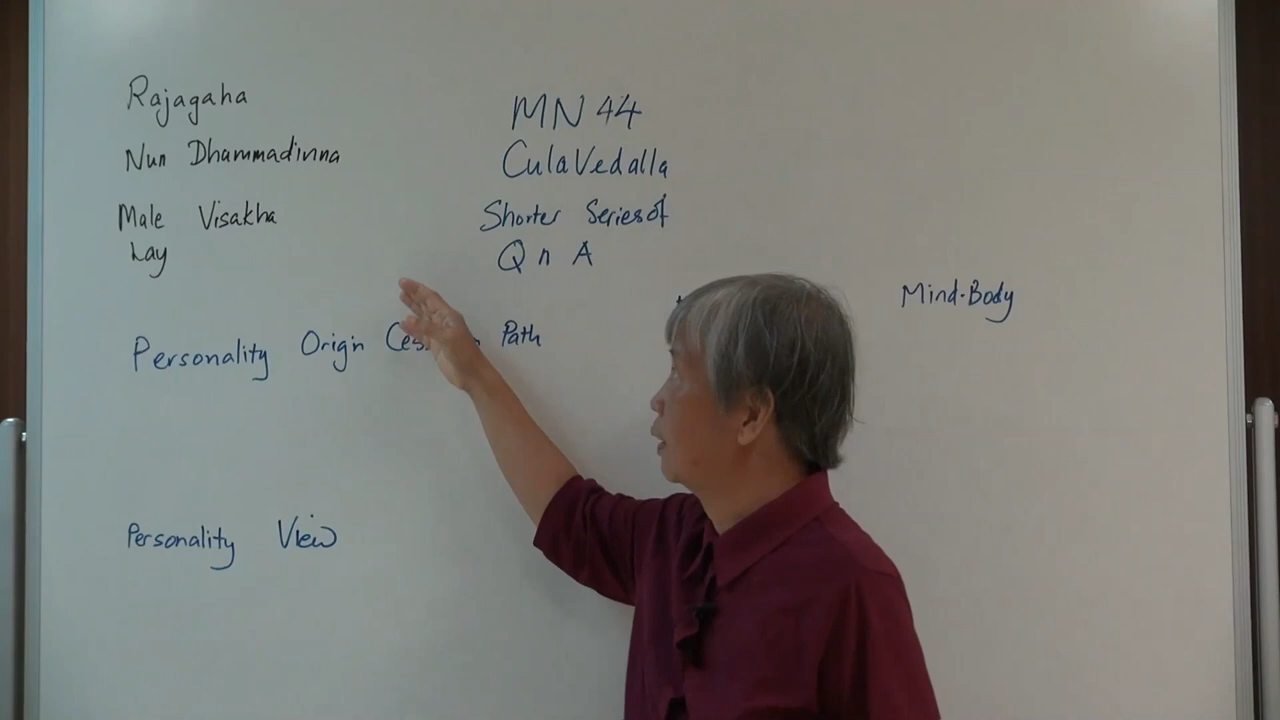 Rajagaha
Nun Dhammadinna
Male Visakha
Lay
MN 44
CulaVedalla
Shorter Series of
Q n A
Mind-Body
Personality Origin Path
Personality View